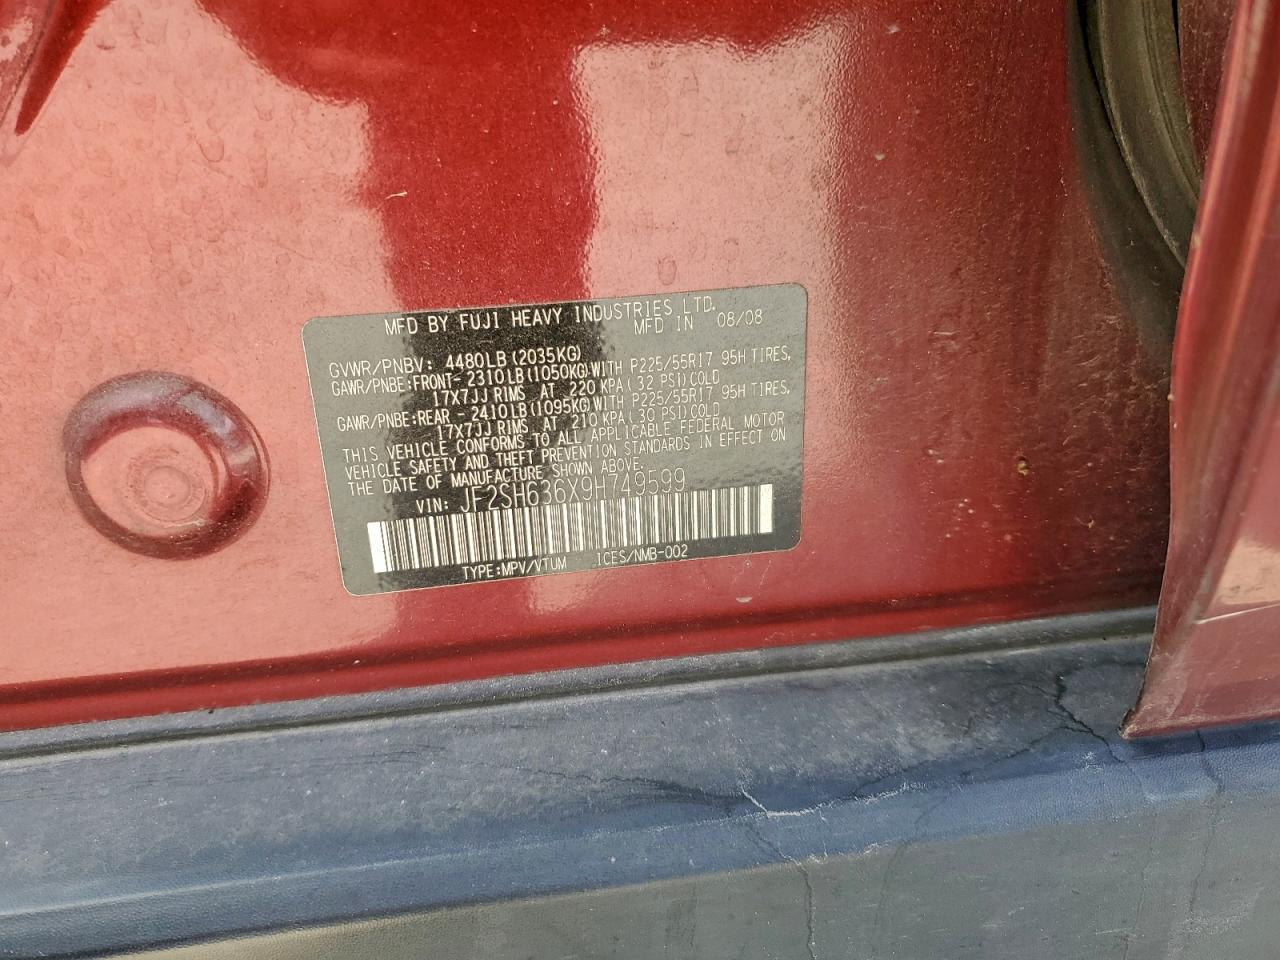 MFD BY FUJI HEAVY INDUSTRIES LTD.
MFD IN 08/08
GVWR/PNBV: 4480LB(2035KG)
GAWR/PNBE:FRONT-2310LB(1050KG)WITH P225/55R17 95H TIRES,
17X7JJ RIMS AT 220 KPA(32 PSI)COLD
GAWR/PNBE:REAR -2410LB(1095KG)WITH P225/55R17 95H TIRES,
17X7JJ RIMS AT 210 KPA(30 PSI)COLD
THIS VEHICLE CONFORMS TO ALL APPLICABLE FEDERAL MOTOR
VEHICLE SAFETY AND THEFT PREVENTION STANDARDS IN EFFECT ON
THE DATE OF MANUFACTURE SHOWN ABOVE.
VIN: JF2SH636X9H749599
TYPE:MPV/VTUM ICES/NMB-002